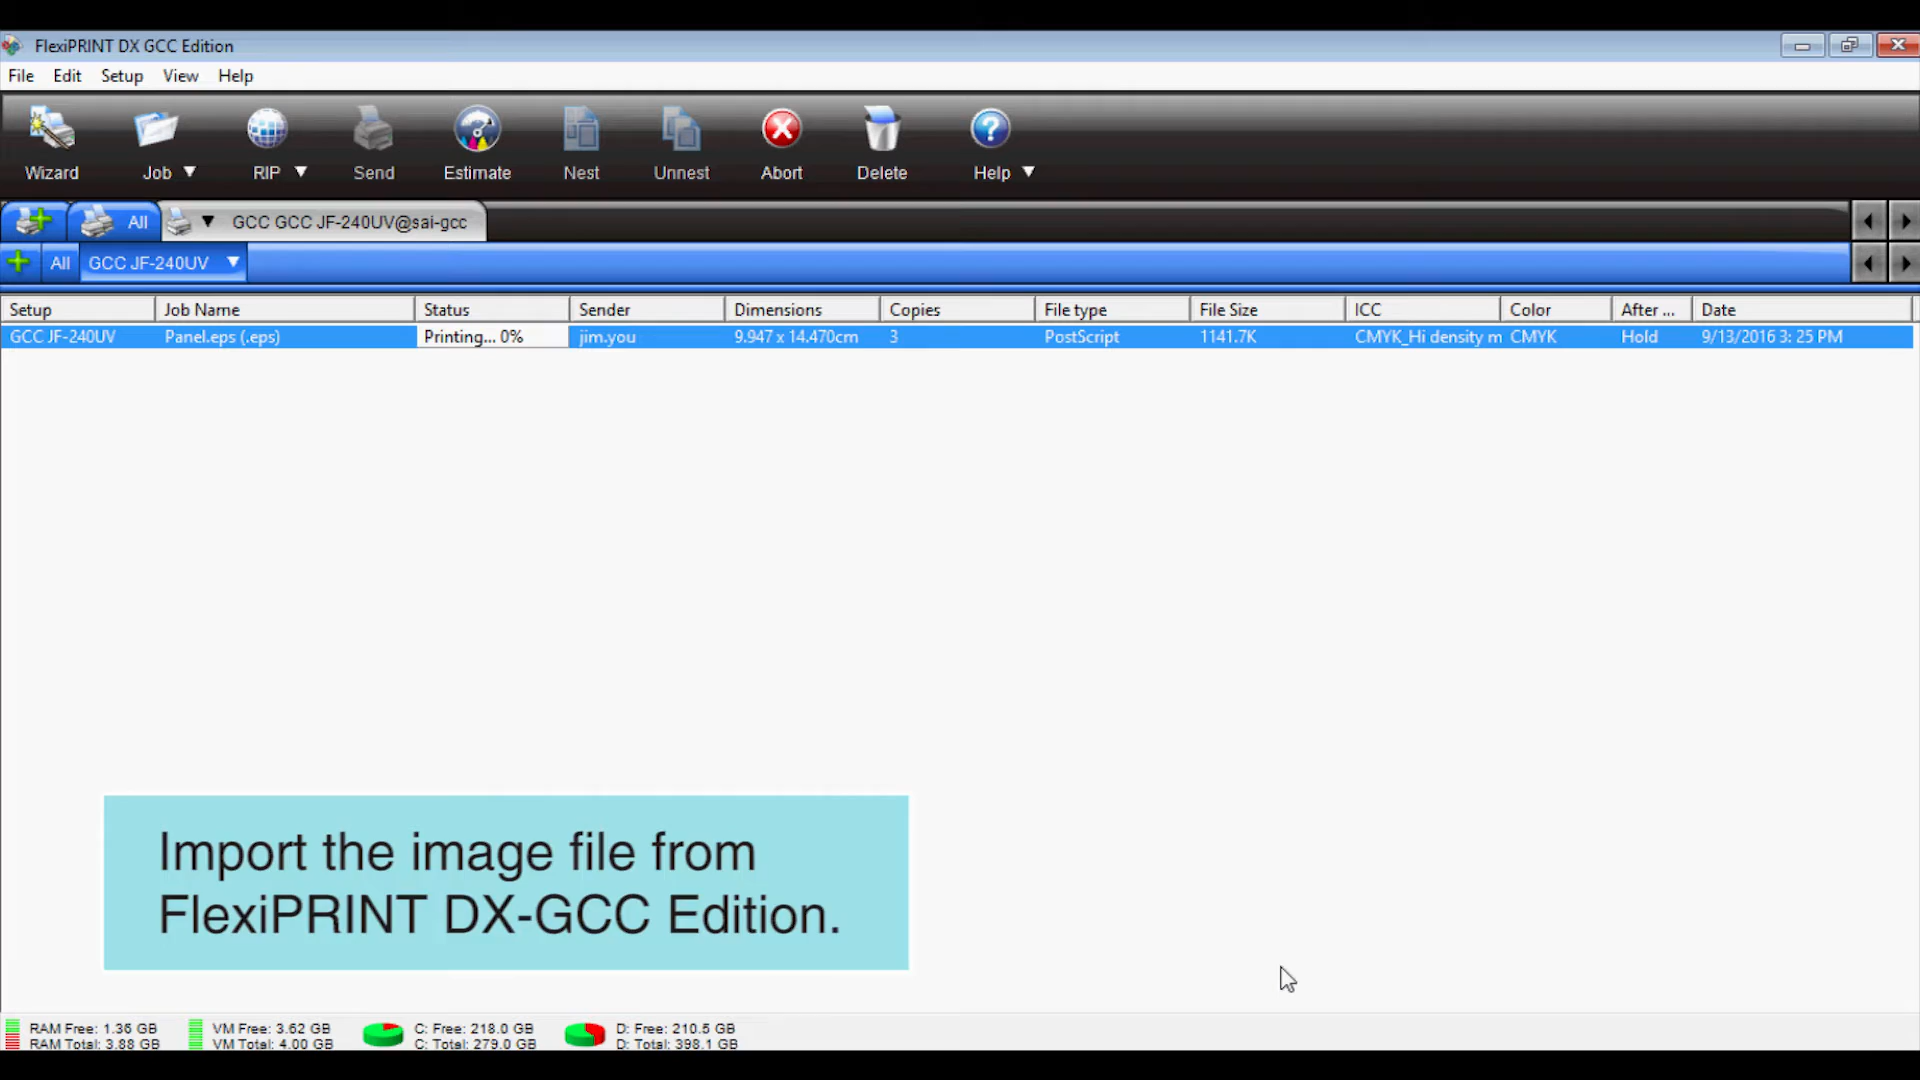 FlexiPRINT DX GCC Edition
File Edit Setup View Help
Wizard Job RIP Send Estimate Nest Unnest Abort Delete Help
All GCC GCC JF-240UV@sai-gcc
All GCC JF-240UV
Setup Job Name Status Sender Dimensions Copies File type File Size ICC Color After ... Date
GCC JF-240UV Panel.eps (.eps) Printing... 0% jim.you 9.947 x 14.470cm 3 PostScript 1141.7K CMYK_Hi density m CMYK Hold 9/13/2016 3: 25 PM
Import the image file from
FlexiPRINT DX-GCC Edition.
RAM Free: 1.36 GB VM Free: 3.62 GB C: Free: 218.0 GB D: Free: 210.5 GB
RAM Total: 3.88 GB VM Total: 4.00 GB C: Total: 279.0 GB D: Total: 398.1 GB